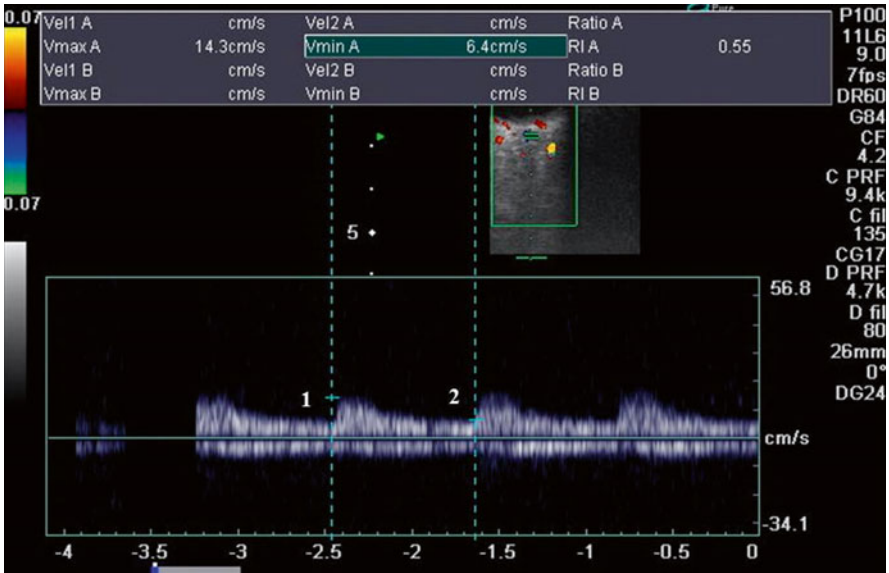 Pure
0.07
Vel1 A cm/s Vel2 A cm/s Ratio A
Vmax A 14.3cm/s Vmin A 6.4cm/s RI A 0.55
Vel1 B cm/s Vel2 B cm/s Ratio B
Vmax B cm/s Vmin B cm/s RI B
P100
11L6
9.0
7fps
DR60
G84
CF
4.2
C PRF
9.4k
C fil
135
CG17
D PRF
4.7k
D fil
80
26mm
0°
DG24
0.07
5
56.8
1 2
cm/s
-34.1
-4 -3.5 -3 -2.5 -2 -1.5 -1 -0.5 0